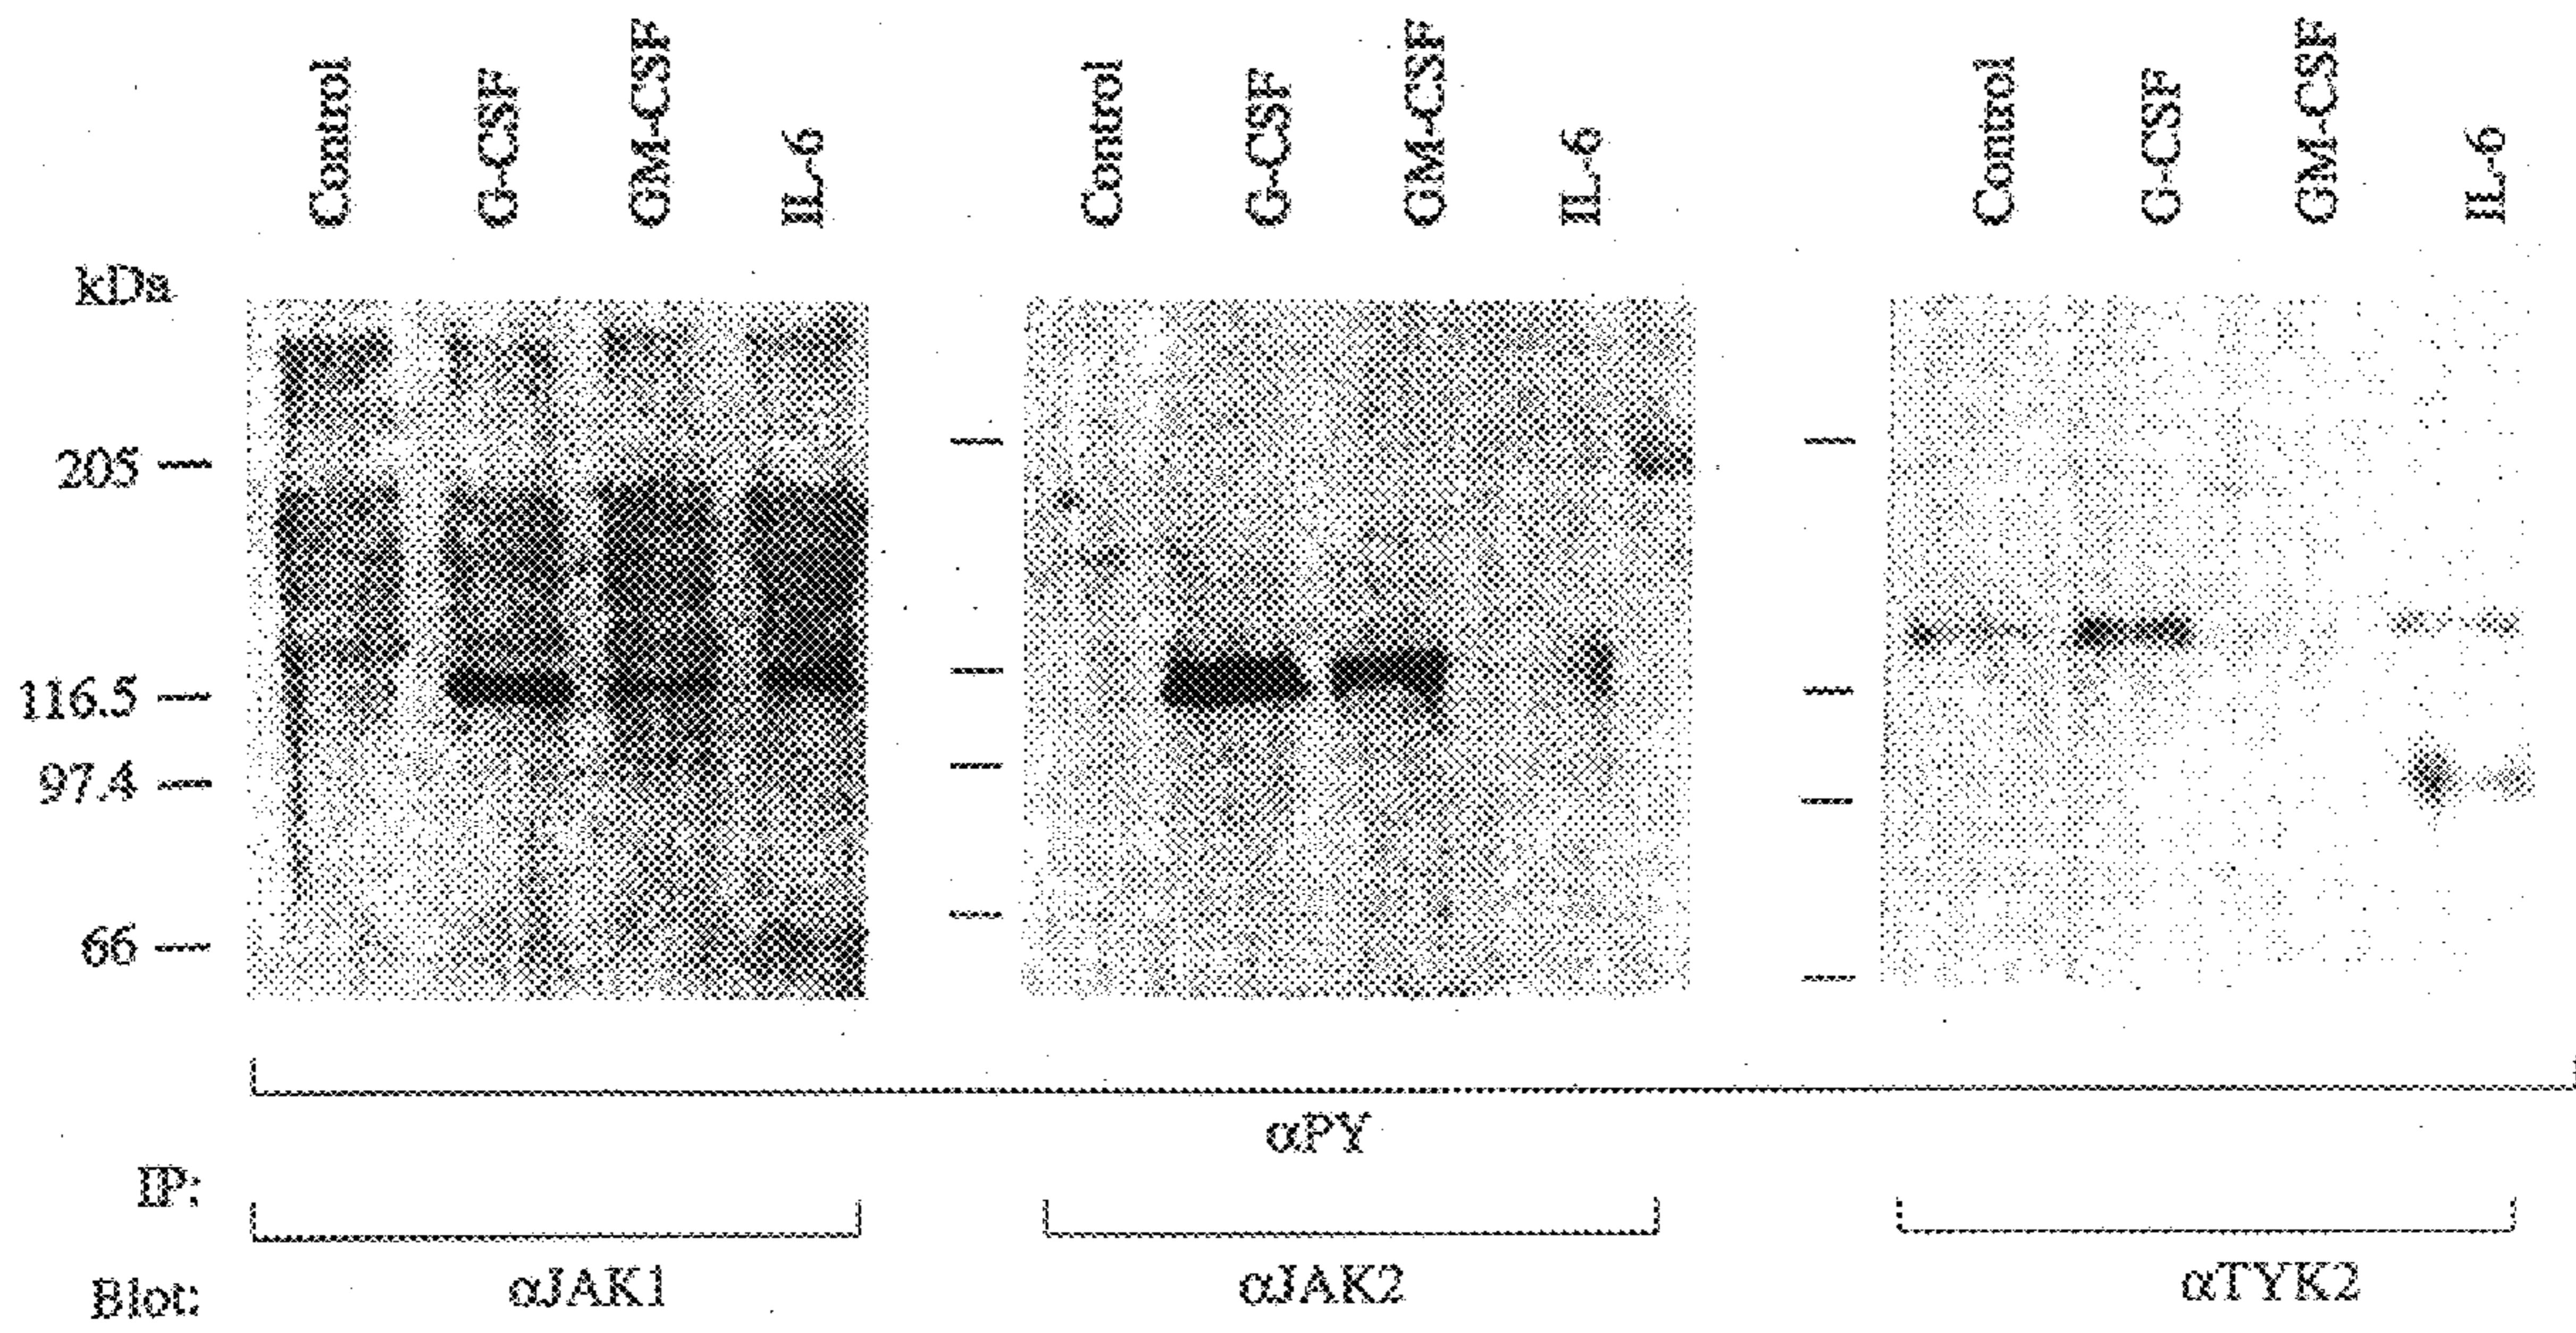 Control G-CSF GM-CSF IL-6 Control G-CSF GM-CSF IL-6 Control G-CSF GM-CSF IL-6
kDa
205
116.5
97.4
66
αPY
IP:
αJAK1 αJAK2 αTYK2
Blot: